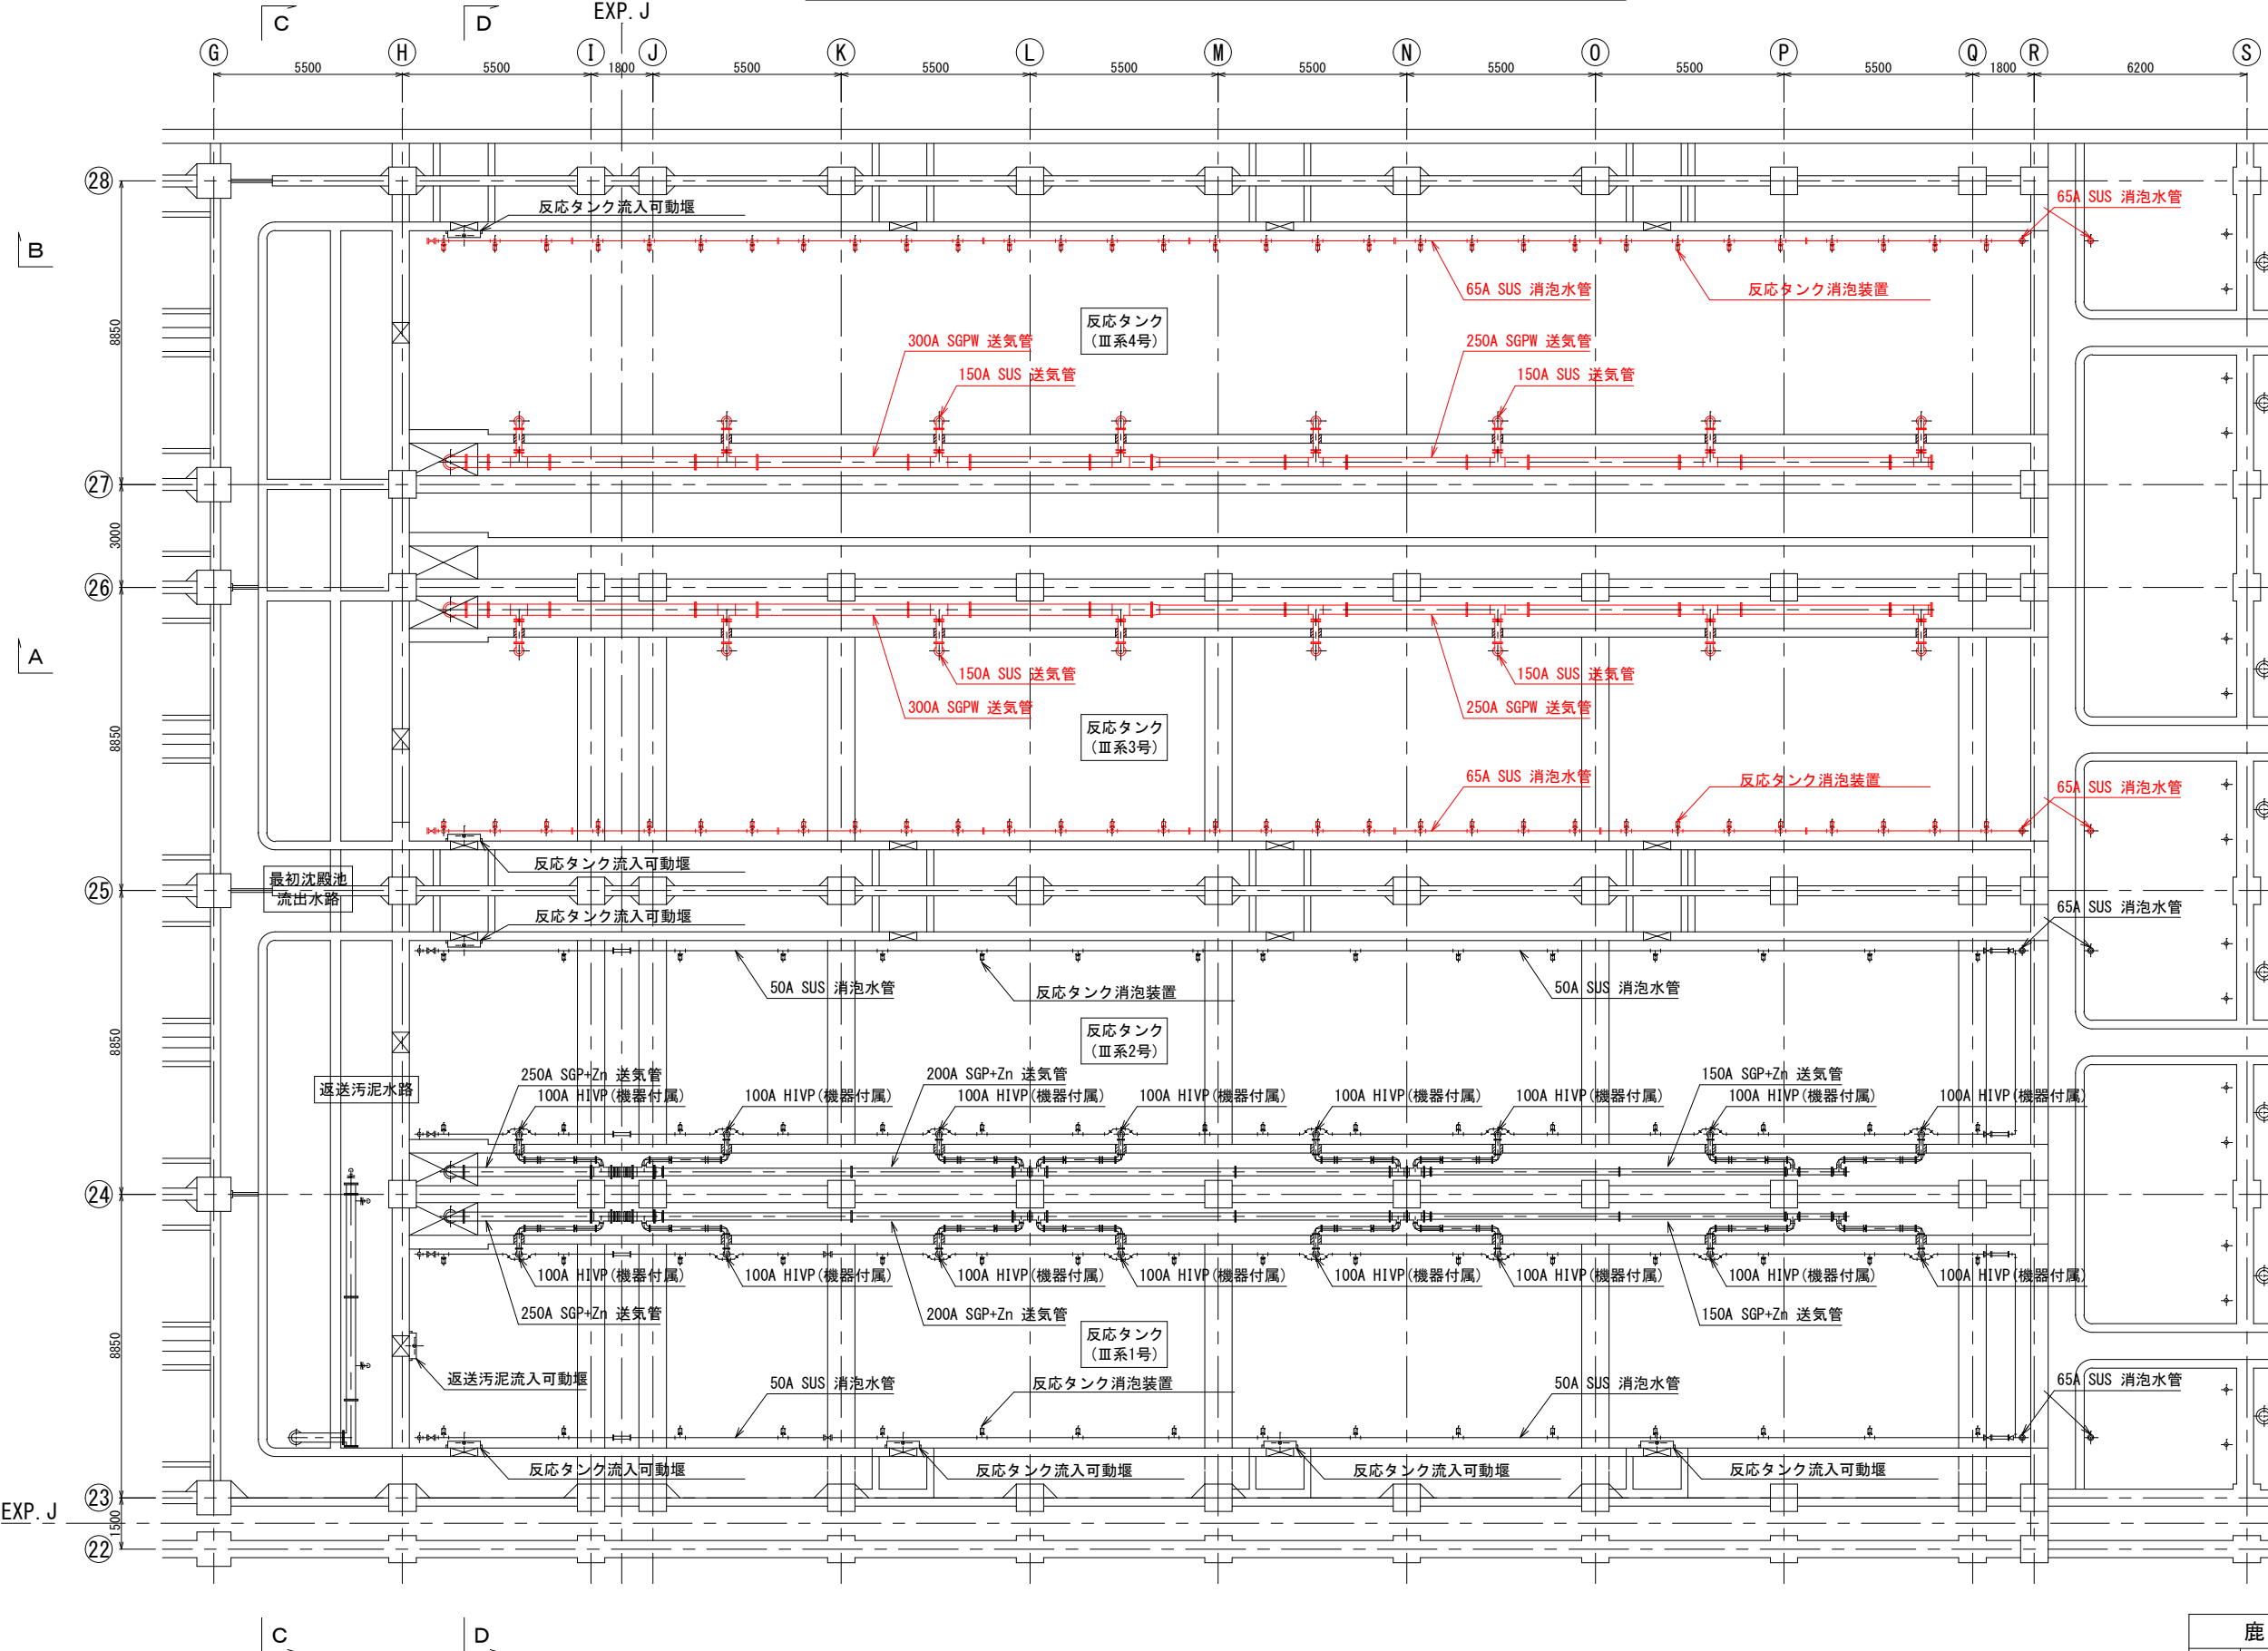 C
D
EXP. J
G
H
I
J
K
L
M
N
O
P
Q
R
S
5500
5500
1800
5500
5500
5500
5500
5500
5500
5500
1800
6200
28
反応タンク流入可動堰
65A SUS 消泡水管
B
65A SUS 消泡水管
反応タンク消泡装置
8850
反応タンク
(Ⅲ系4号)
300A SGPW 送気管
250A SGPW 送気管
150A SUS 送気管
150A SUS 送気管
27
3000
26
A
150A SUS 送気管
150A SUS 送気管
300A SGPW 送気管
250A SGPW 送気管
8850
反応タンク
(Ⅲ系3号)
65A SUS 消泡水管
反応タンク消泡装置
65A SUS 消泡水管
反応タンク流入可動堰
最初沈殿池
流出水路
25
反応タンク流入可動堰
65A SUS 消泡水管
50A SUS 消泡水管
反応タンク消泡装置
50A SUS 消泡水管
8850
反応タンク
(Ⅲ系2号)
返送汚泥水路
250A SGP+Zn 送気管
200A SGP+Zn 送気管
150A SGP+Zn 送気管
100A HIVP(機器付属)
100A HIVP(機器付属)
100A HIVP(機器付属)
100A HIVP(機器付属)
100A HIVP(機器付属)
100A HIVP(機器付属)
100A HIVP(機器付属)
100A HIVP(機器付属)
24
100A HIVP(機器付属)
100A HIVP(機器付属)
100A HIVP(機器付属)
100A HIVP(機器付属)
100A HIVP(機器付属)
100A HIVP(機器付属)
100A HIVP(機器付属)
100A HIVP(機器付属)
250A SGP+Zn 送気管
200A SGP+Zn 送気管
150A SGP+Zn 送気管
8850
反応タンク
(Ⅲ系1号)
返送汚泥流入可動堰
50A SUS 消泡水管
反応タンク消泡装置
50A SUS 消泡水管
65A SUS 消泡水管
反応タンク流入可動堰
反応タンク流入可動堰
反応タンク流入可動堰
反応タンク流入可動堰
23
EXP. J
1500
22
C
D
鹿